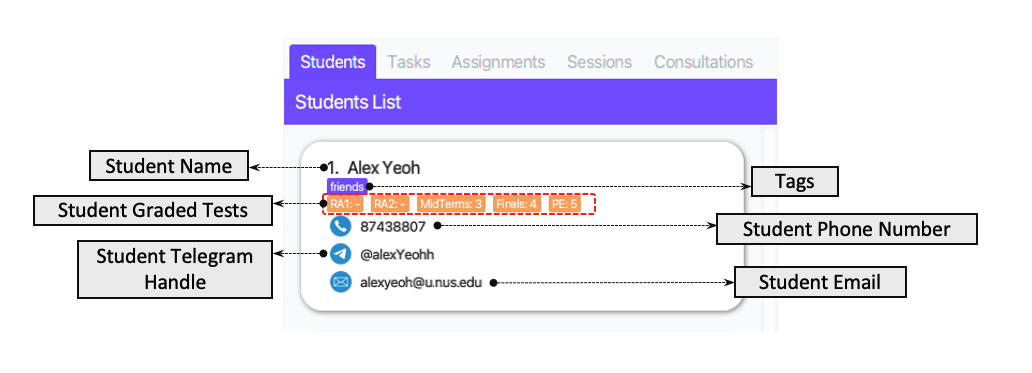 Students Tasks Assignments Sessions Consultations
Students List
Student Name
1. Alex Yeoh
friends
Tags
Student Graded Tests
RA1: - RA2: - MidTerms: 3 Finals: 4 PE: 5
87438807
Student Phone Number
Student Telegram
Handle
@alexYeohh
alexyeoh@u.nus.edu
Student Email